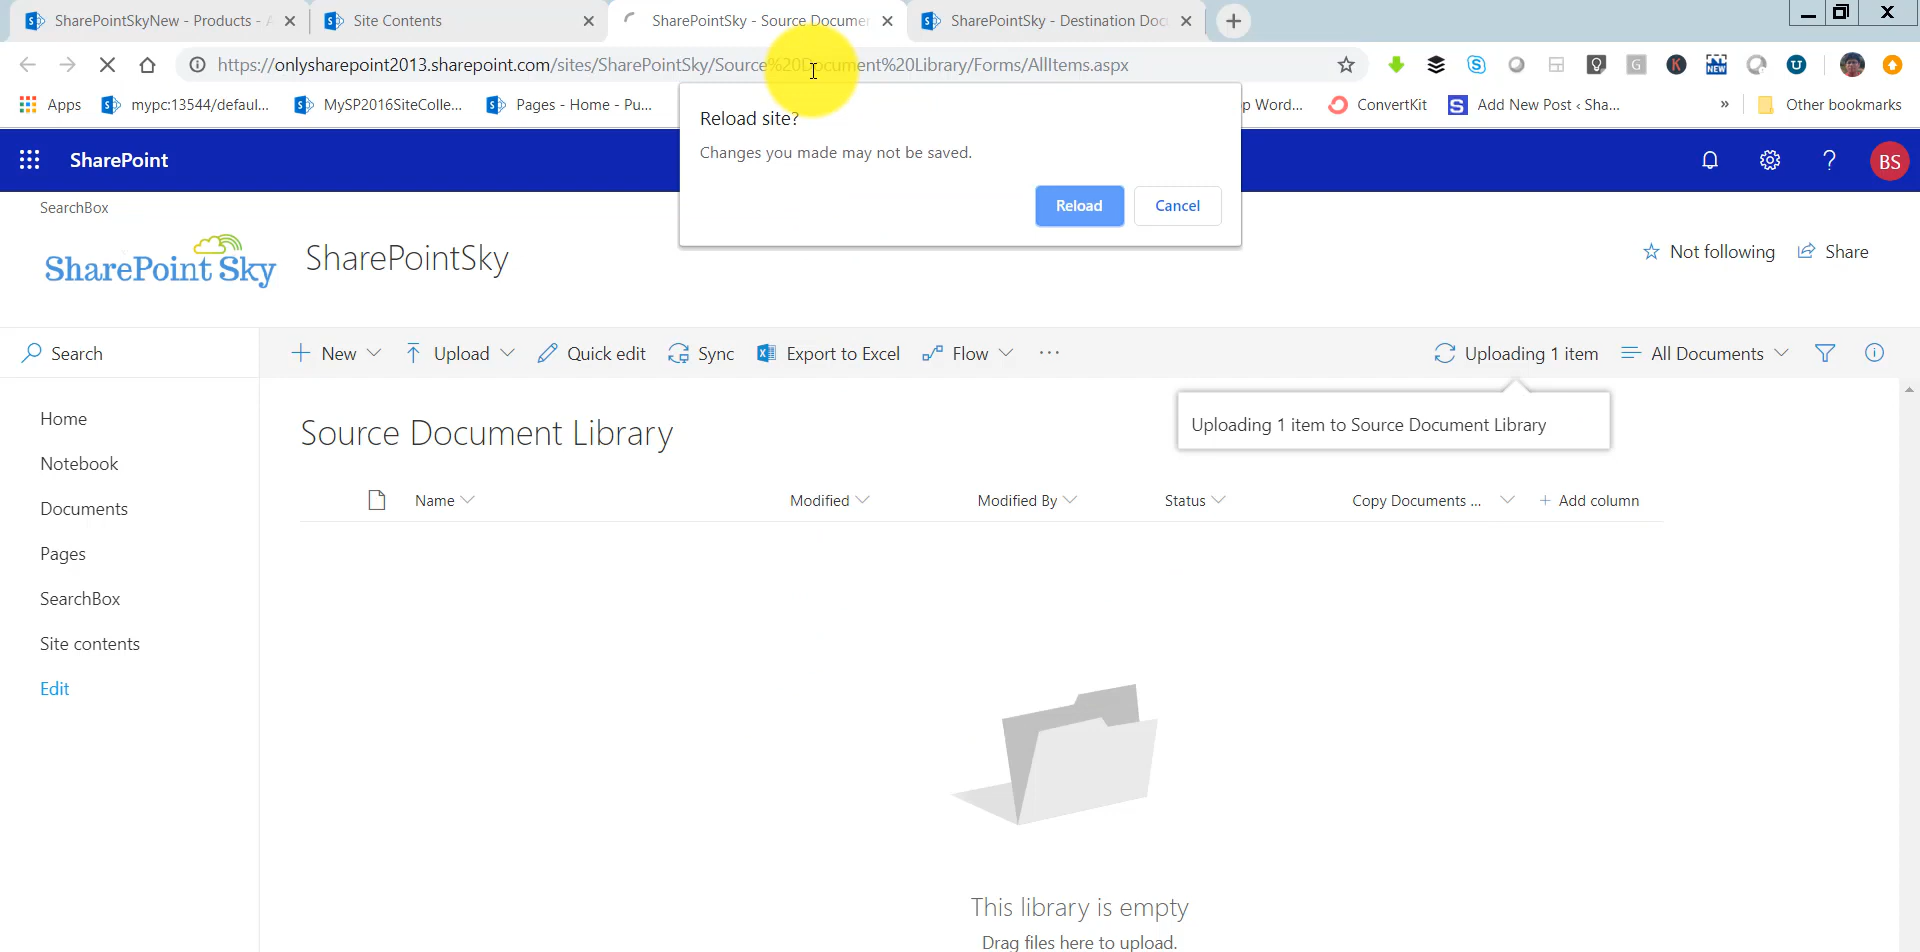 SharePointSkyNew - Products - A
Site Contents
SharePointSky - Source Documen
SharePointSky - Destination Doc
https://onlysharepoint2013.sharepoint.com/sites/SharePointSky/Source%20Document%20Library/Forms/AllItems.aspx
Apps
mypc:13544/defaul...
MySP2016SiteColle...
Pages - Home - Pu...
p Word...
ConvertKit
Add New Post ‹ Sha...
»
Other bookmarks
Reload site?
Changes you made may not be saved.
Reload
Cancel
SharePoint
BS
SearchBox
SharePoint Sky
SharePointSky
Not following
Share
Search
New
Upload
Quick edit
Sync
Export to Excel
Flow
···
Uploading 1 item
All Documents
Uploading 1 item to Source Document Library
Home
Notebook
Documents
Pages
SearchBox
Site contents
Edit
Source Document Library
Name
Modified
Modified By
Status
Copy Documents ...
+ Add column
This library is empty
Drag files here to upload.